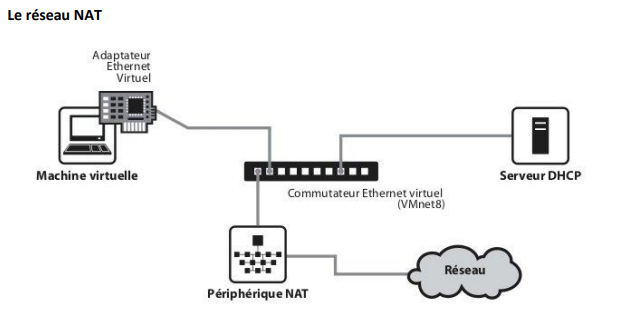 Le réseau NAT
Adaptateur
Ethernet
Virtuel
Machine virtuelle
Serveur DHCP
Commutateur Ethernet virtuel
(VMnet8)
Périphérique NAT
Réseau